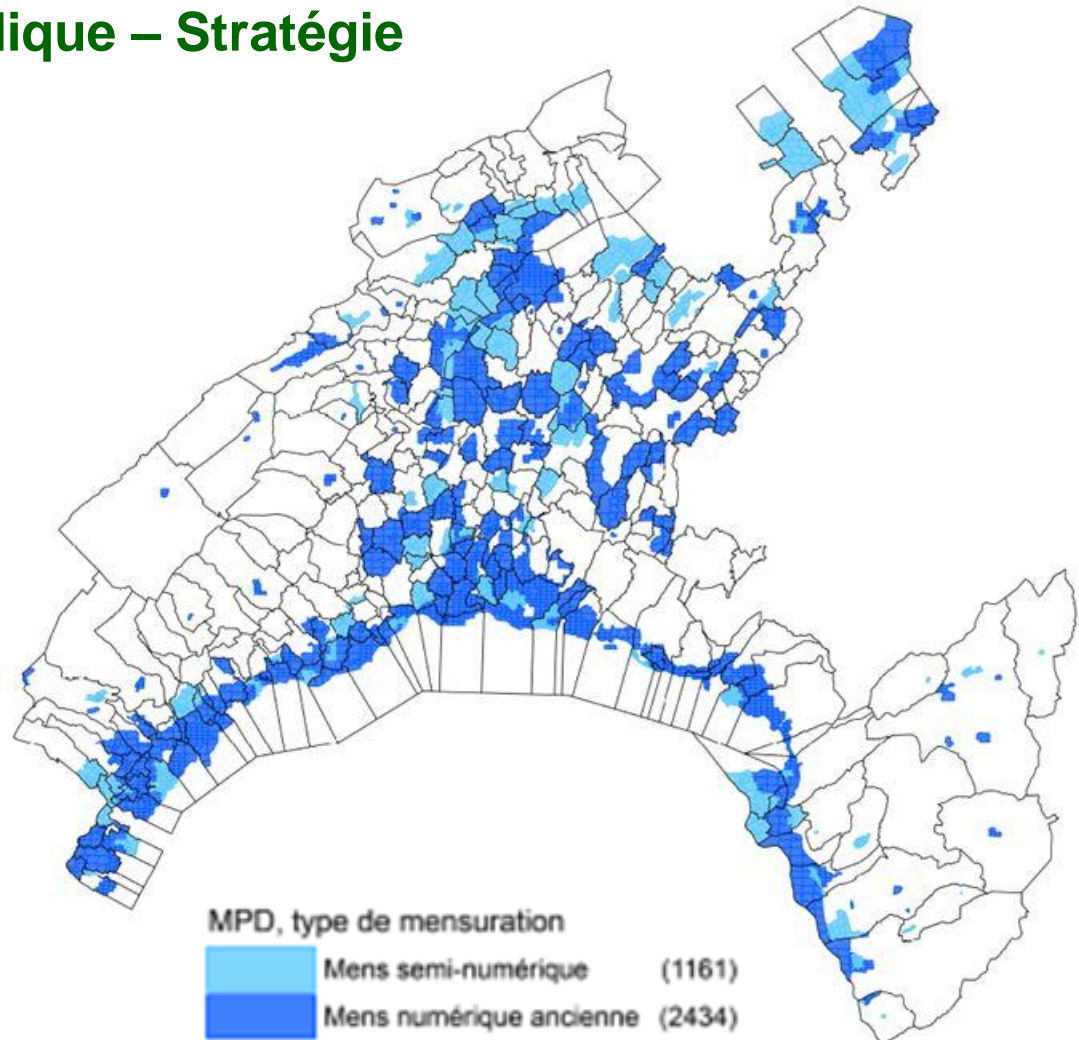 lique – Stratégie
MPD, type de mensuration
Mens semi-numérique (1161)
Mens numérique ancienne (2434)